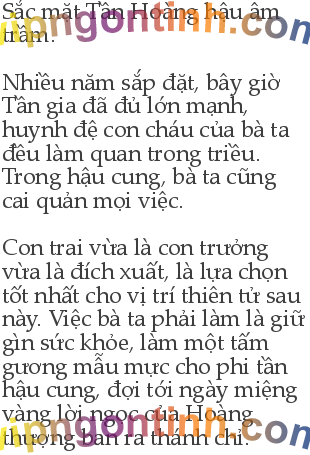 Sắc mặt Tần Hoàng hậu âm
trầm.
vipngontinh.com
Nhiều năm sắp đặt, bây giờ
Tần gia đã đủ lớn mạnh,
huynh đệ con cháu của bà ta
đều làm quan trong triều.
Trong hậu cung, bà ta cũng
cai quản mọi việc.
Con trai vừa là con trưởng
vừa là đích xuất, là lựa chọn
tốt nhất cho vị trí thiên tử sau
này. Việc bà ta phải làm là giữ
gìn sức khỏe, làm một tấm
gương mẫu mực cho phi tần
hậu cung, đợi tới ngày miệng
vàng lời ngọc của Hoàng
thượng ban ra thánh chỉ.
vipngontinh.com